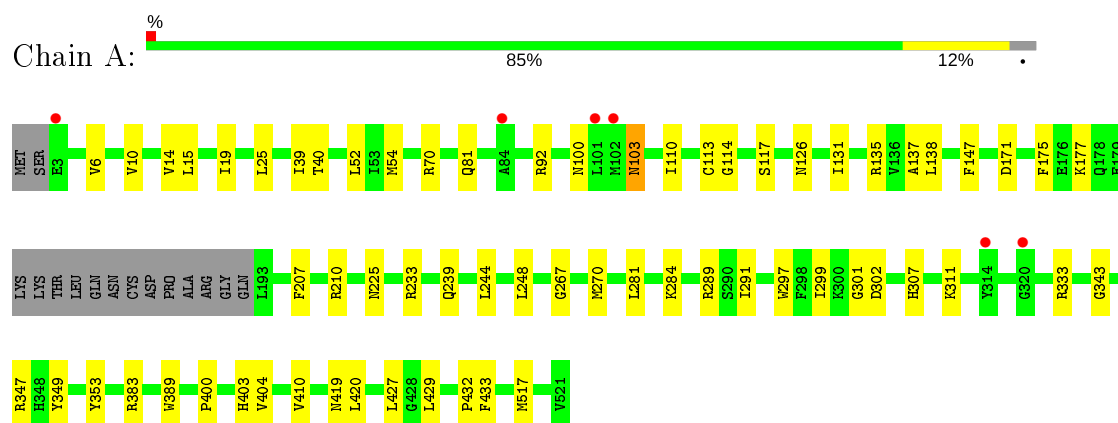 %
Chain A:
85% 12% •
MET SER E3 V6 V10 V14 L15 I19 L25 I39 T40 L52 I53 M54 R70 Q81 A84 R92 N100 L101 M102 N103 I110 C113 G114 S117 N126 I131 R135 V136 A137 L138 F147 D171 F175 E176 K177 Q178
LYS LYS THR LEU GLN ASN CYS ASP PRO ALA ARG GLY GLN L193 F207 R210 N225 R233 Q239 L244 L248 G267 M270 L281 K284 R289 S290 I291 W297 F298 I299 K300 G301 D302 H307 K311 Y314 G320 R333 G343
R347 H348 Y349 Y353 R383 W389 P400 H403 V404 V410 N419 L420 L427 G428 L429 P432 F433 M517 V521